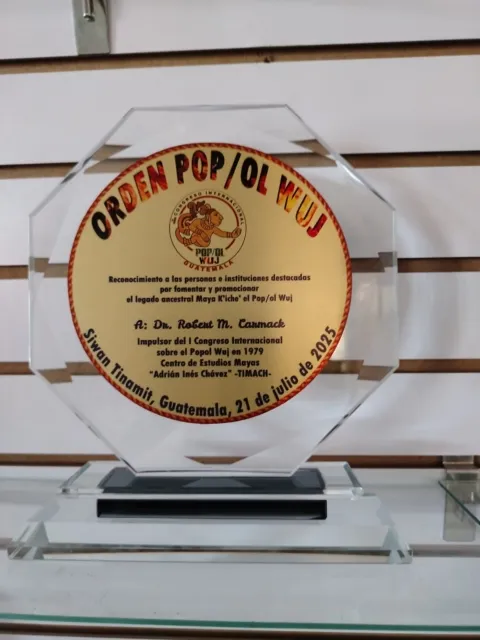 ORDEN POP/OL WUJ
CONGRESO INTERNACIONAL
POP/OL
WUJ
GUATEMALA
Reconocimiento a las personas e instituciones destacadas
por fomentar y promocionar
el legado ancestral Maya K'iche' el Pop/ol Wuj
A: Dr. Robert M. Carmack
Impulsor del I Congreso Internacional
sobre el Popol Wuj en 1979
Centro de Estudios Mayas
"Adrián Inés Chávez" -TIMACH-
Siwan Tinamit, Guatemala, 21 de julio de 2025